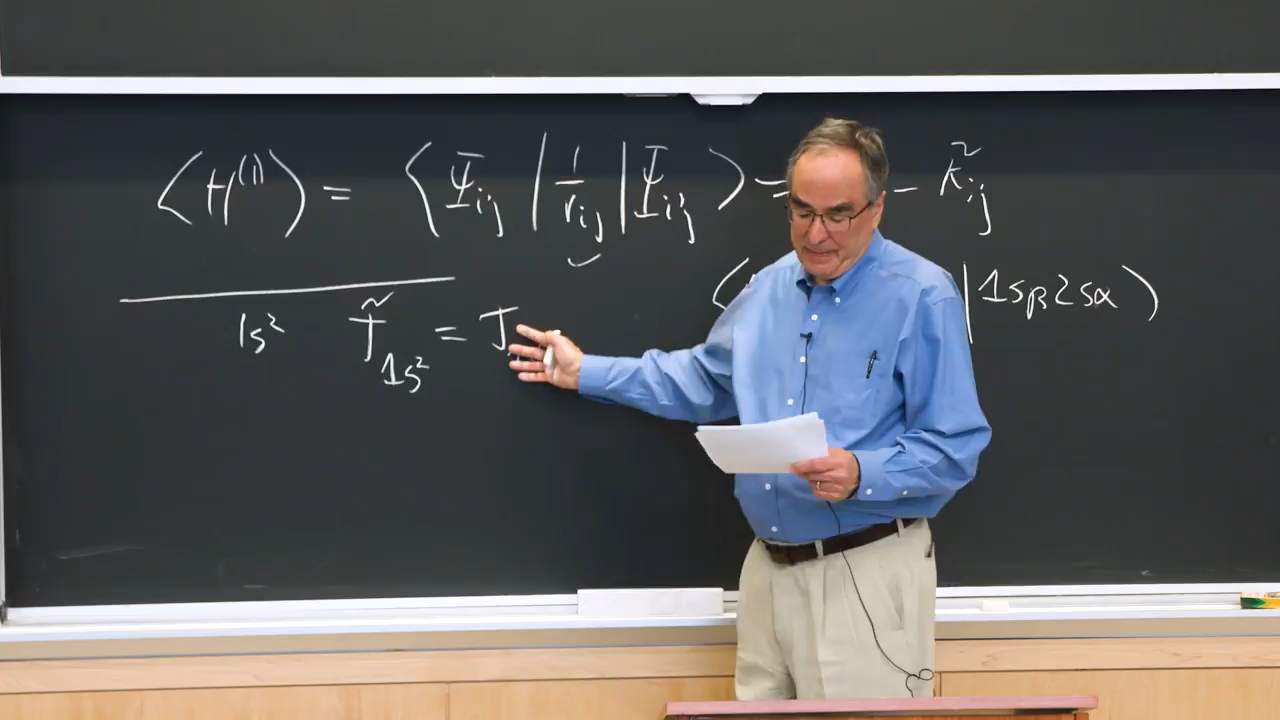 ⟨H⁽¹⁾⟩ = ⟨Ψᵢⱼ | 1/rᵢⱼ | Ψᵢⱼ⟩ = − K̃ᵢⱼ
( | 1sβ2sα )
1s² J̃₁ₛ² = J